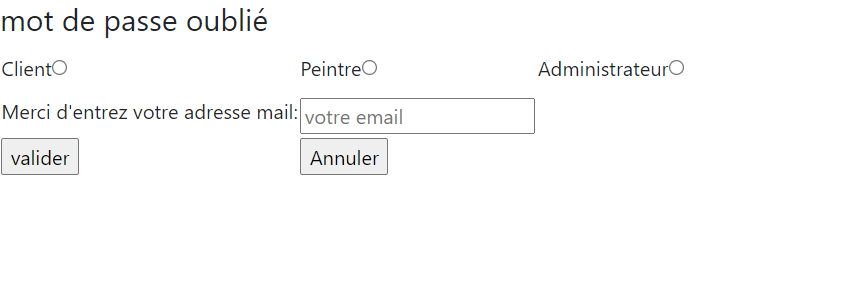 mot de passe oublié
Client Peintre Administrateur
Merci d'entrez votre adresse mail: votre email
valider Annuler